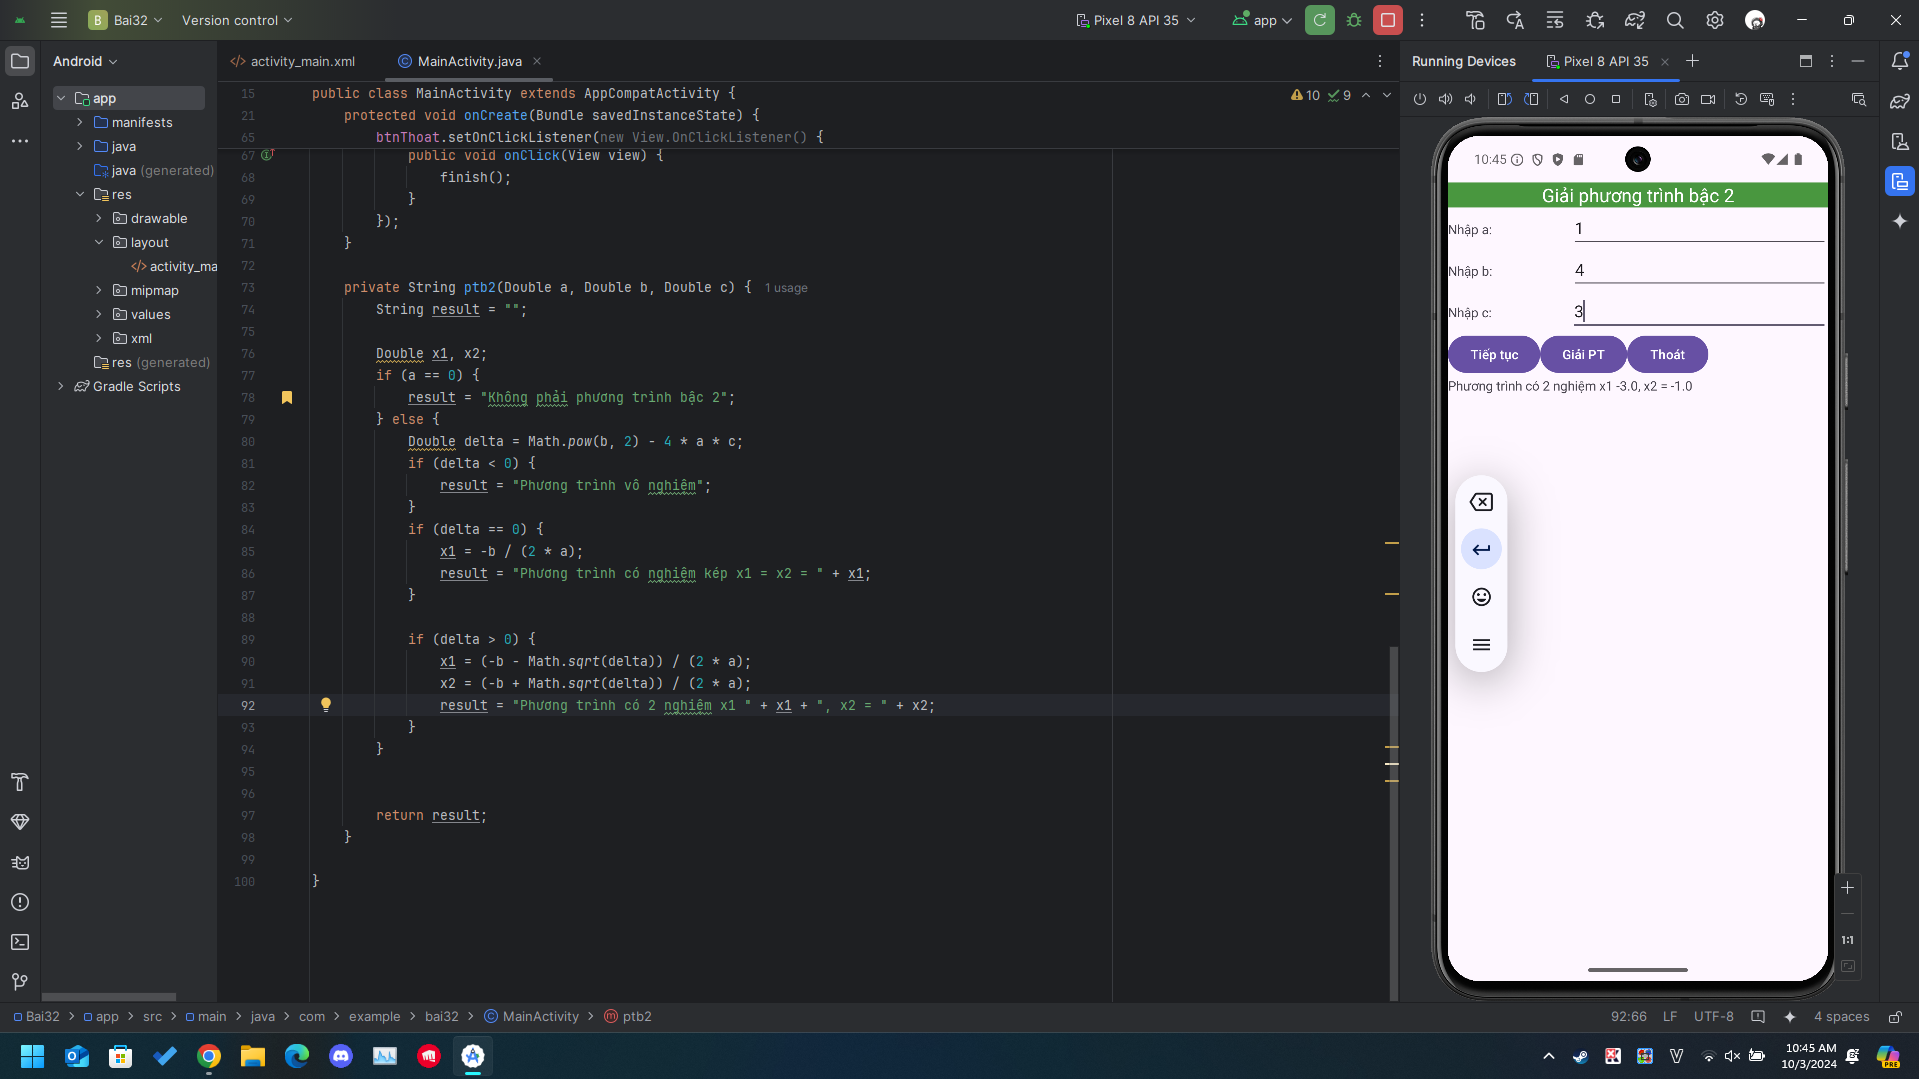 B Bai32 Version control Pixel 8 API 35 app
Android
activity_main.xml MainActivity.java
Running Devices Pixel 8 API 35
app
manifests
java
java (generated)
res
drawable
layout
activity_ma
mipmap
values
xml
res (generated)
Gradle Scripts
10 9
15 public class MainActivity extends AppCompatActivity {
21 protected void onCreate(Bundle savedInstanceState) {
65 btnThoat.setOnClickListener(new View.OnClickListener() {
67 public void onClick(View view) {
68 finish();
69 }
70 });
71 }
72
73 private String ptb2(Double a, Double b, Double c) { 1 usage
74 String result = "";
75
76 Double x1, x2;
77 if (a == 0) {
78 result = "Không phải phương trình bậc 2";
79 } else {
80 Double delta = Math.pow(b, 2) - 4 * a * c;
81 if (delta < 0) {
82 result = "Phương trình vô nghiệm";
83 }
84 if (delta == 0) {
85 x1 = -b / (2 * a);
86 result = "Phương trình có nghiệm kép x1 = x2 = " + x1;
87 }
88
89 if (delta > 0) {
90 x1 = (-b - Math.sqrt(delta)) / (2 * a);
91 x2 = (-b + Math.sqrt(delta)) / (2 * a);
92 result = "Phương trình có 2 nghiệm x1 " + x1 + ", x2 = " + x2;
93 }
94 }
95
96
97 return result;
98 }
99
100 }
10:45
Giải phương trình bậc 2
Nhập a: 1
Nhập b: 4
Nhập c: 3
Tiếp tục Giải PT Thoát
Phương trình có 2 nghiệm x1 -3.0, x2 = -1.0
1:1
Bai32 > app > src > main > java > com > example > bai32 > MainActivity > ptb2
92:66 LF UTF-8 4 spaces
10:45 AM
10/3/2024
PRE